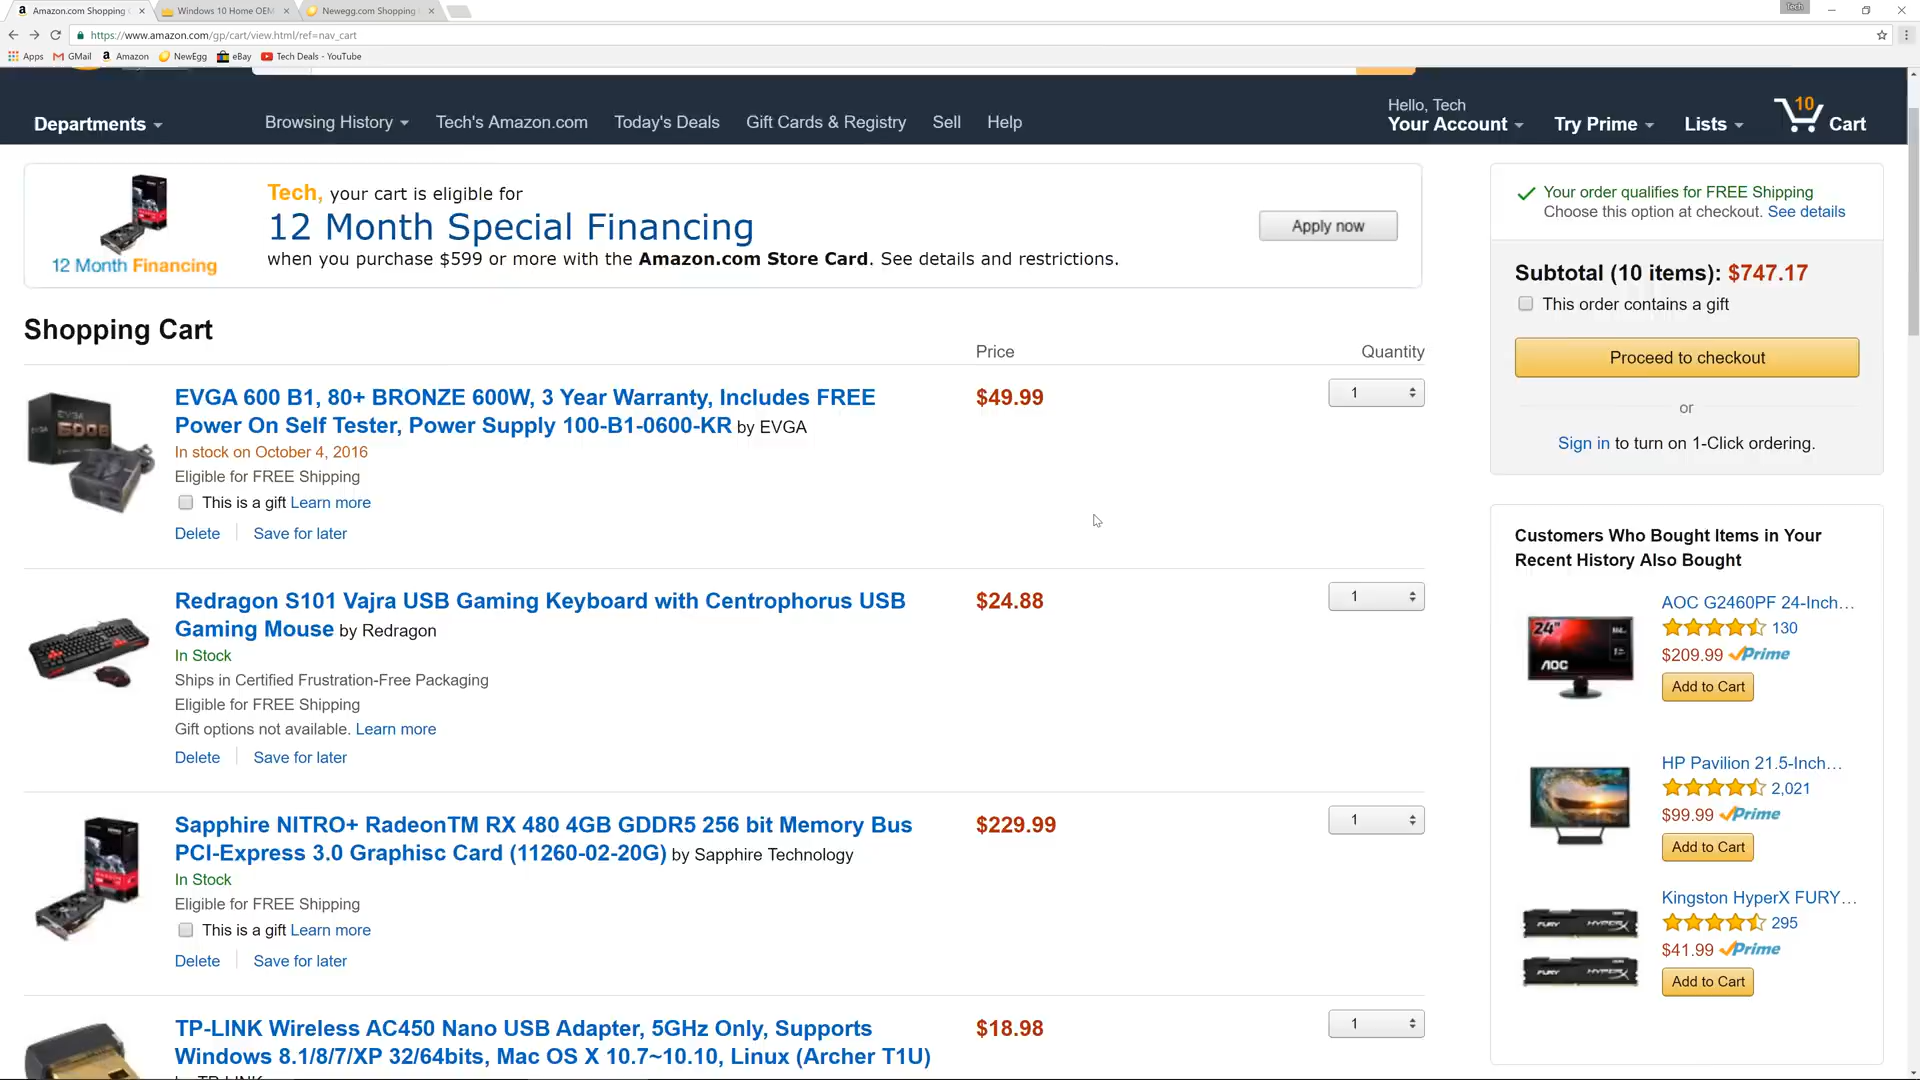 Amazon.com Shopping
Windows 10 Home OEM
Newegg.com Shopping
Tech
https://www.amazon.com/gp/cart/view.html/ref=nav_cart
Apps GMail Amazon NewEgg eBay Tech Deals - YouTube
Departments
Browsing History
Tech's Amazon.com
Today's Deals
Gift Cards & Registry
Sell
Help
Hello, Tech
Your Account
Try Prime
Lists
10
Cart
12 Month Financing
Tech, your cart is eligible for
12 Month Special Financing
when you purchase $599 or more with the Amazon.com Store Card. See details and restrictions.
Apply now
Your order qualifies for FREE Shipping
Choose this option at checkout. See details
Subtotal (10 items): $747.17
This order contains a gift
Proceed to checkout
or
Sign in to turn on 1-Click ordering.
Shopping Cart
Price
Quantity
EVGA 600 B1, 80+ BRONZE 600W, 3 Year Warranty, Includes FREE
Power On Self Tester, Power Supply 100-B1-0600-KR by EVGA
In stock on October 4, 2016
Eligible for FREE Shipping
This is a gift Learn more
Delete
Save for later
$49.99
1
Redragon S101 Vajra USB Gaming Keyboard with Centrophorus USB
Gaming Mouse by Redragon
In Stock
Ships in Certified Frustration-Free Packaging
Eligible for FREE Shipping
Gift options not available. Learn more
Delete
Save for later
$24.88
1
Sapphire NITRO+ RadeonTM RX 480 4GB GDDR5 256 bit Memory Bus
PCI-Express 3.0 Graphisc Card (11260-02-20G) by Sapphire Technology
In Stock
Eligible for FREE Shipping
This is a gift Learn more
Delete
Save for later
$229.99
1
TP-LINK Wireless AC450 Nano USB Adapter, 5GHz Only, Supports
Windows 8.1/8/7/XP 32/64bits, Mac OS X 10.7~10.10, Linux (Archer T1U)
by TP-LINK
$18.98
1
Customers Who Bought Items in Your
Recent History Also Bought
24"
AOC
AOC G2460PF 24-Inch...
130
$209.99 Prime
Add to Cart
HP Pavilion 21.5-Inch...
2,021
$99.99 Prime
Add to Cart
FURY HYPERX
FURY HYPERX
Kingston HyperX FURY...
295
$41.99 Prime
Add to Cart